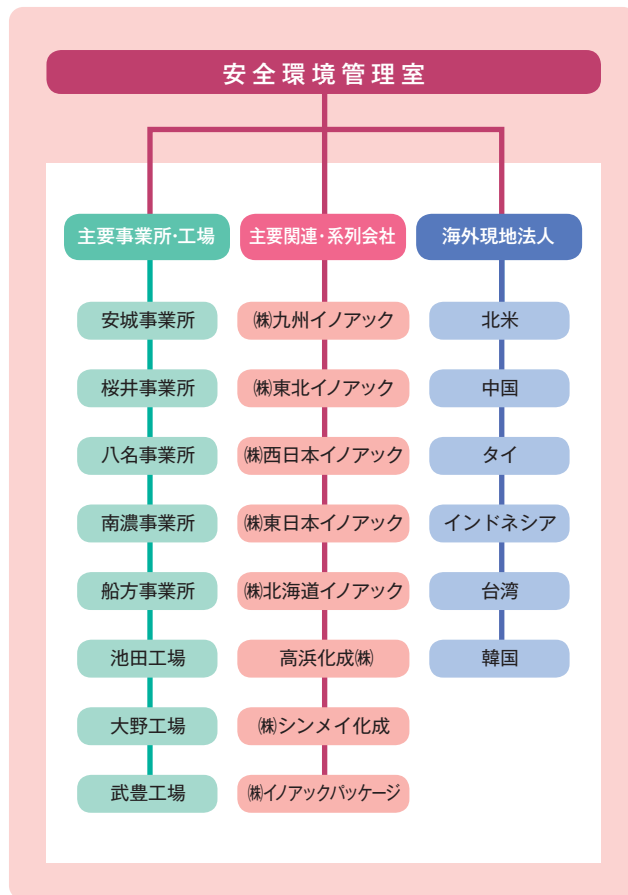 安全環境管理室
主要事業所・工場
安城事業所
桜井事業所
八名事業所
南濃事業所
船方事業所
池田工場
大野工場
武豊工場
主要関連・系列会社
㈱九州イノアック
㈱東北イノアック
㈱西日本イノアック
㈱東日本イノアック
㈱北海道イノアック
高浜化成㈱
㈱シンメイ化成
㈱イノアックパッケージ
海外現地法人
北米
中国
タイ
インドネシア
台湾
韓国